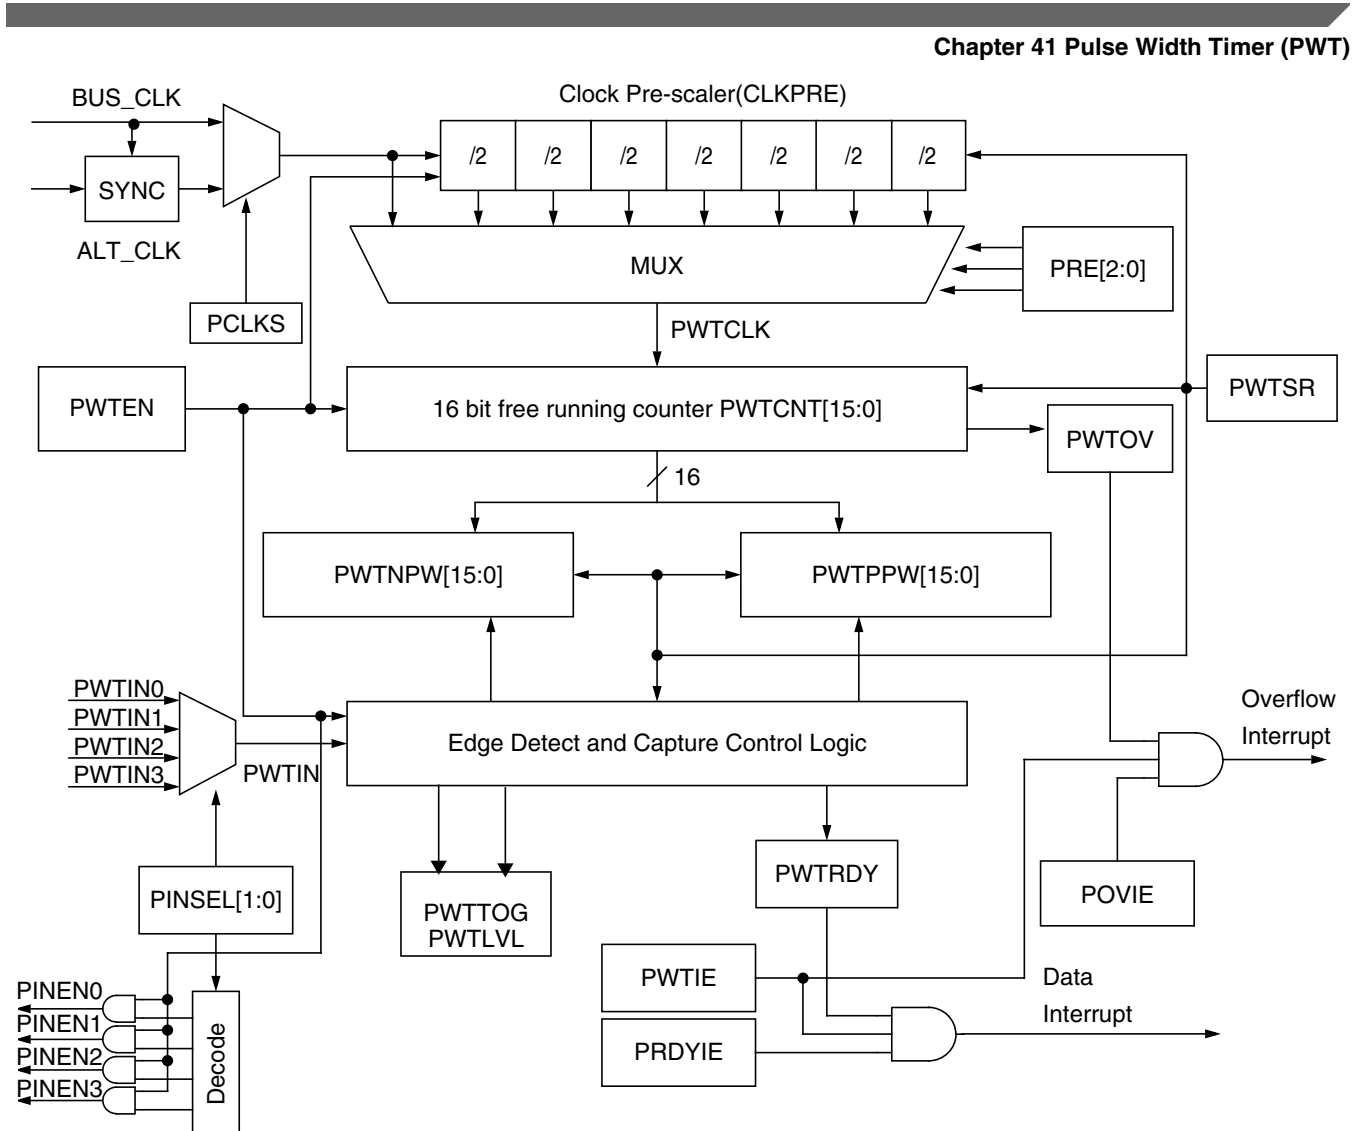 Chapter 41 Pulse Width Timer (PWT)
BUS_CLK
Clock Pre-scaler(CLKPRE)
/2 /2 /2 /2 /2 /2 /2
SYNC
ALT_CLK
MUX
PRE[2:0]
PCLKS
PWTCLK
PWTEN
16 bit free running counter PWTCNT[15:0]
PWTSR
PWTOV
16
PWTNPW[15:0]
PWTPPW[15:0]
PWTIN0
PWTIN1
PWTIN2
PWTIN3
PWTIN
Edge Detect and Capture Control Logic
Overflow
Interrupt
PINSEL[1:0]
PWTTOG
PWTLVL
PWTRDY
POVIE
PWTIE
Data
Interrupt
PRDYIE
PINEN0
PINEN1
PINEN2
PINEN3
Decode